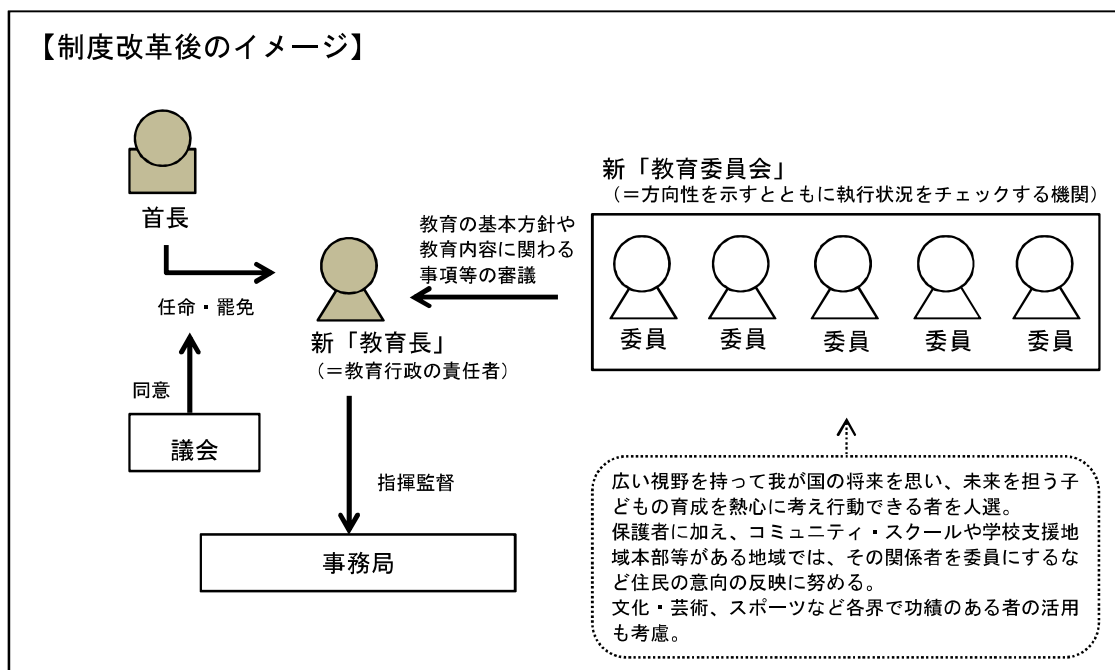 【制度改革後のイメージ】
首長
任命・罷免
同意
議会
新「教育長」
(=教育行政の責任者)
指揮監督
事務局
教育の基本方針や
教育内容に関わる
事項等の審議
新「教育委員会」
(=方向性を示すとともに執行状況をチェックする機関)
委員 委員 委員 委員 委員
広い視野を持って我が国の将来を思い、未来を担う子
どもの育成を熱心に考え行動できる者を人選。
保護者に加え、コミュニティ・スクールや学校支援地
域本部等がある地域では、その関係者を委員にするな
ど住民の意向の反映に努める。
文化・芸術、スポーツなど各界で功績のある者の活用
も考慮。